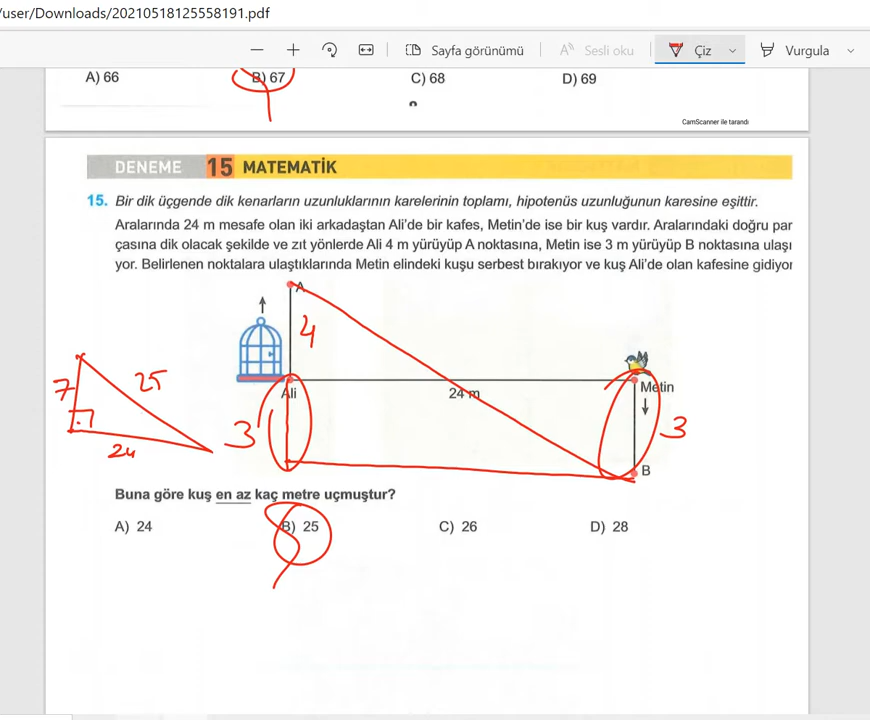 /user/Downloads/20210518125558191.pdf
Sayfa görünümü
Sesli oku
Çiz
Vurgula
A) 66 B) 67 C) 68 D) 69
CamScanner ile tarandı
DENEME 15 MATEMATİK
15. Bir dik üçgende dik kenarların uzunluklarının karelerinin toplamı, hipotenüs uzunluğunun karesine eşittir.
Aralarında 24 m mesafe olan iki arkadaştan Ali'de bir kafes, Metin'de ise bir kuş vardır. Aralarındaki doğru par
çasına dik olacak şekilde ve zıt yönlerde Ali 4 m yürüyüp A noktasına, Metin ise 3 m yürüyüp B noktasına ulaşı
yor. Belirlenen noktalara ulaştıklarında Metin elindeki kuşu serbest bırakıyor ve kuş Ali'de olan kafesine gidiyor
A
4
Ali
24 m
Metin
7
25
24
3
3
B
Buna göre kuş en az kaç metre uçmuştur?
A) 24 B) 25 C) 26 D) 28